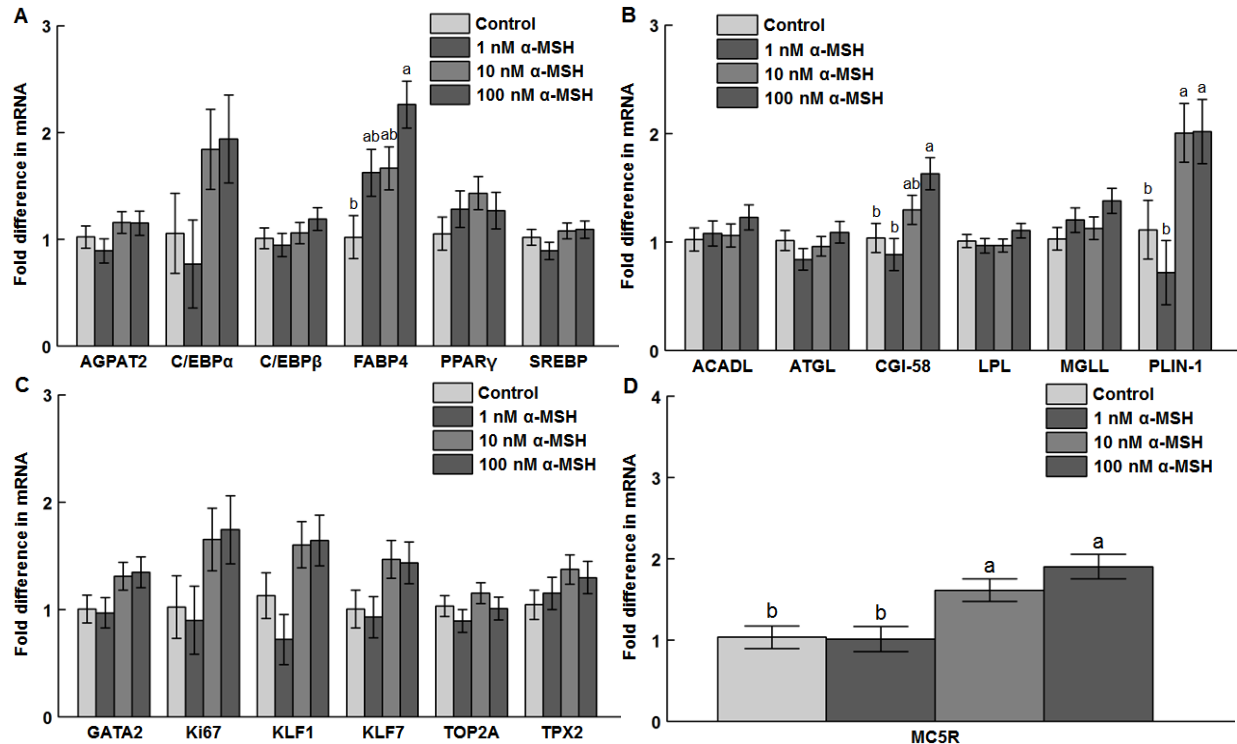 A
Fold difference in mRNA
3
2
1
0
Control
1 nM α-MSH
10 nM α-MSH
100 nM α-MSH
b
ab
ab
a
AGPAT2 C/EBPα C/EBPβ FABP4 PPARγ SREBP
B
Fold difference in mRNA
3
2
1
0
Control
1 nM α-MSH
10 nM α-MSH
100 nM α-MSH
b
b
ab
a
b
b
a
a
ACADL ATGL CGI-58 LPL MGLL PLIN-1
C
Fold difference in mRNA
3
2
1
0
Control
1 nM α-MSH
10 nM α-MSH
100 nM α-MSH
GATA2 Ki67 KLF1 KLF7 TOP2A TPX2
D
Fold difference in mRNA
4
3
2
1
0
Control
1 nM α-MSH
10 nM α-MSH
100 nM α-MSH
b
b
a
a
MC5R